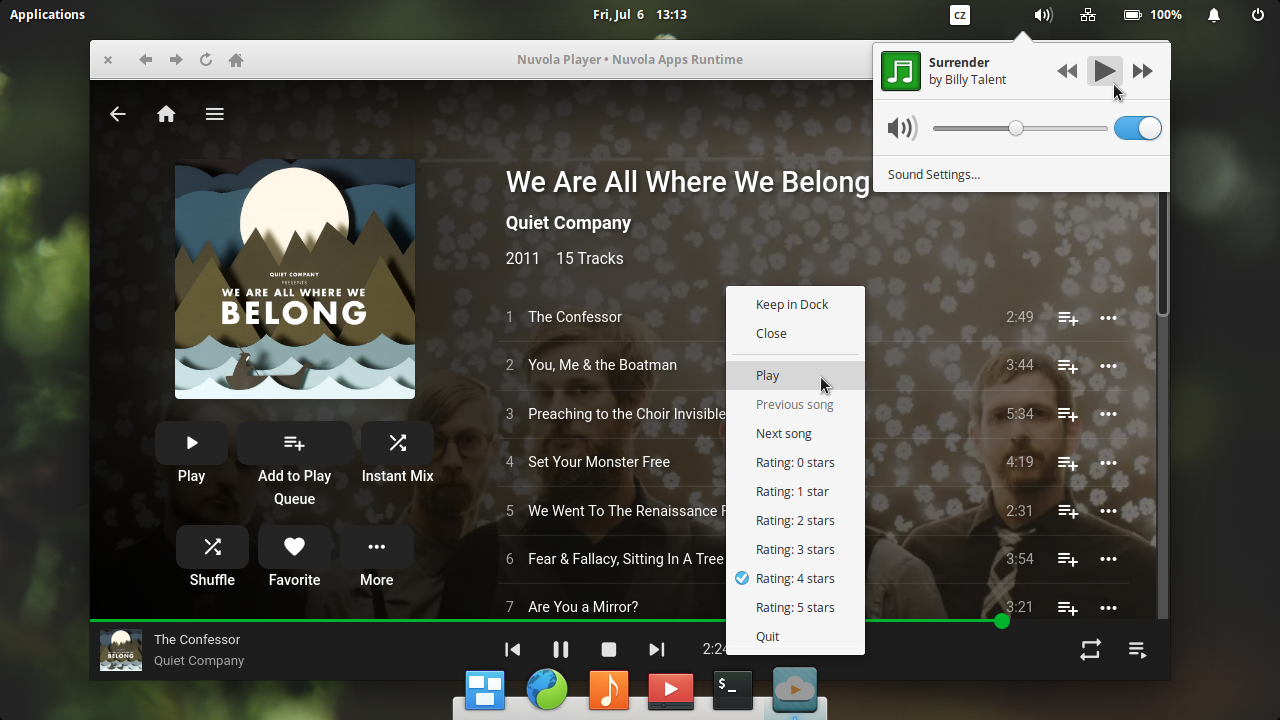 Applications
Fri, Jul 6 13:13
cz
100%
Nuvola Player • Nuvola Apps Runtime
Surrender
by Billy Talent
Sound Settings...
We Are All Where We Belong
Quiet Company
2011 15 Tracks
QUIET COMPANY
PRESENTS
WE ARE ALL WHERE WE
BELONG
1 The Confessor 2:49
2 You, Me & the Boatman 3:44
3 Preaching to the Choir Invisible 5:34
4 Set Your Monster Free 4:19
5 We Went To The Renaissance 2:31
6 Fear & Fallacy, Sitting In A Tree 3:54
7 Are You a Mirror? 3:21
Play
Add to Play
Queue
Instant Mix
Shuffle
Favorite
More
Keep in Dock
Close
Play
Previous song
Next song
Rating: 0 stars
Rating: 1 star
Rating: 2 stars
Rating: 3 stars
Rating: 4 stars
Rating: 5 stars
Quit
BELONG
The Confessor
Quiet Company
2:24
$_